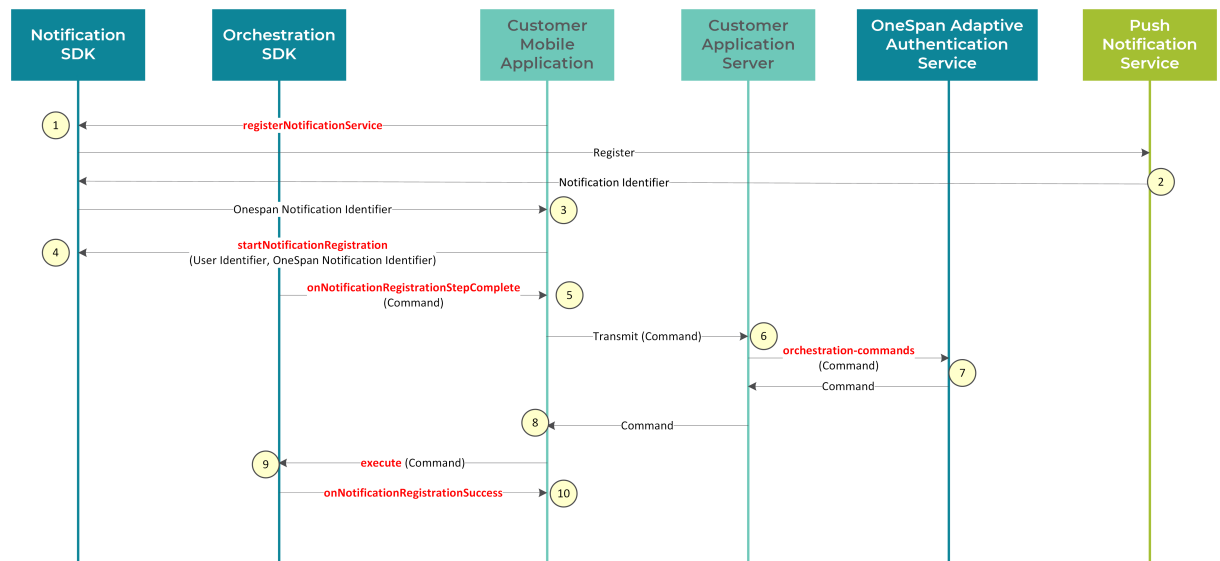 Notification
SDK
Orchestration
SDK
Customer
Mobile
Application
Customer
Application
Server
OneSpan Adaptive
Authentication
Service
Push
Notification
Service
1
registerNotificationService
Register
Notification Identifier
2
Onespan Notification Identifier
3
4
startNotificationRegistration
(User Identifier, OneSpan Notification Identifier)
onNotificationRegistrationStepComplete
(Command)
5
Transmit (Command)
6
orchestration-commands
(Command)
7
Command
8
Command
9
execute (Command)
onNotificationRegistrationSuccess
10